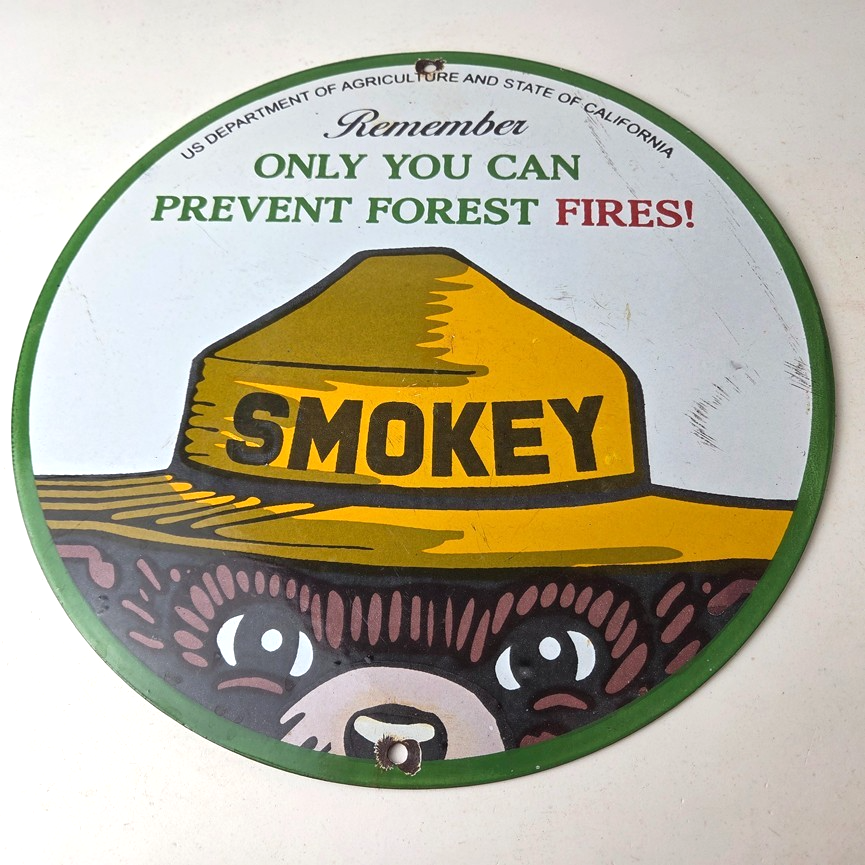 US DEPARTMENT OF AGRICULTURE AND STATE OF CALIFORNIA
Remember
ONLY YOU CAN
PREVENT FOREST FIRES!
SMOKEY